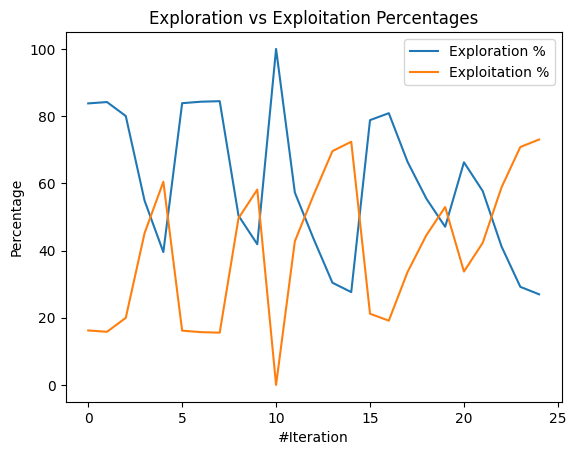 Exploration vs Exploitation Percentages
Exploration %
Exploitation %
Percentage
100
80
60
40
20
0
0
5
10
15
20
25
#Iteration